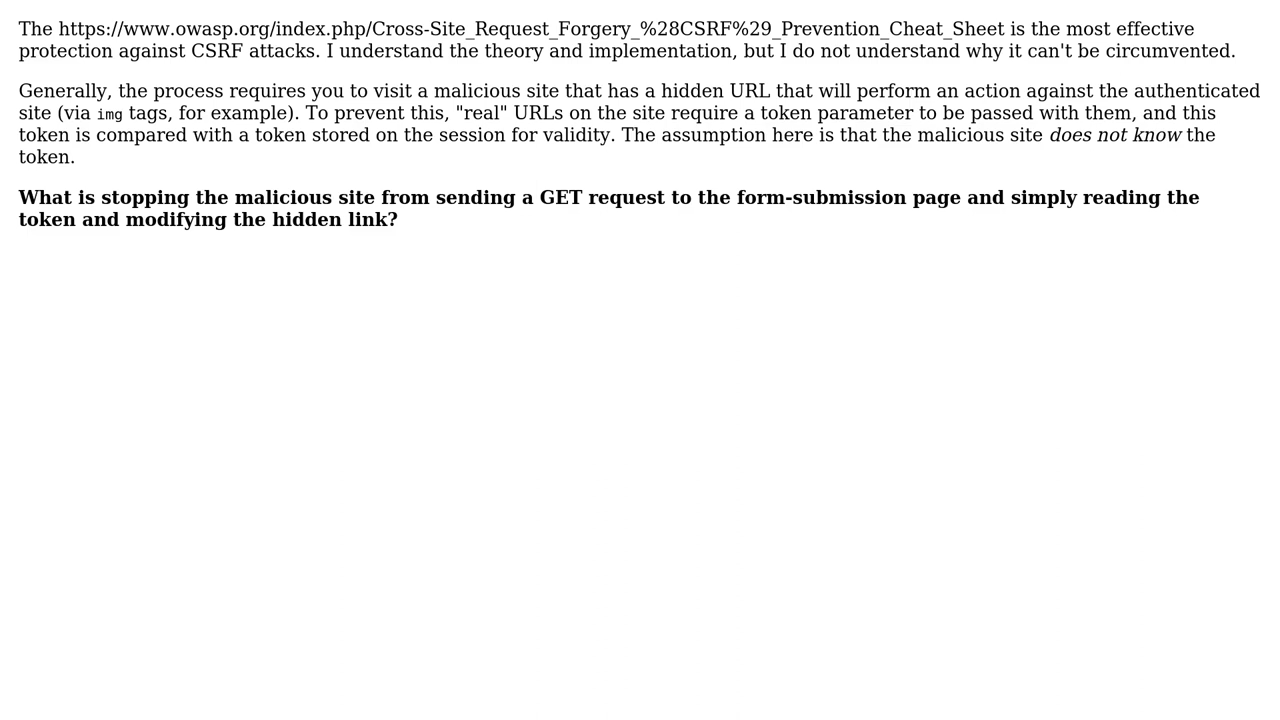 The https://www.owasp.org/index.php/Cross-Site_Request_Forgery_%28CSRF%29_Prevention_Cheat_Sheet is the most effective
protection against CSRF attacks. I understand the theory and implementation, but I do not understand why it can't be circumvented.
Generally, the process requires you to visit a malicious site that has a hidden URL that will perform an action against the authenticated
site (via img tags, for example). To prevent this, "real" URLs on the site require a token parameter to be passed with them, and this
token is compared with a token stored on the session for validity. The assumption here is that the malicious site does not know the
token.
What is stopping the malicious site from sending a GET request to the form-submission page and simply reading the
token and modifying the hidden link?